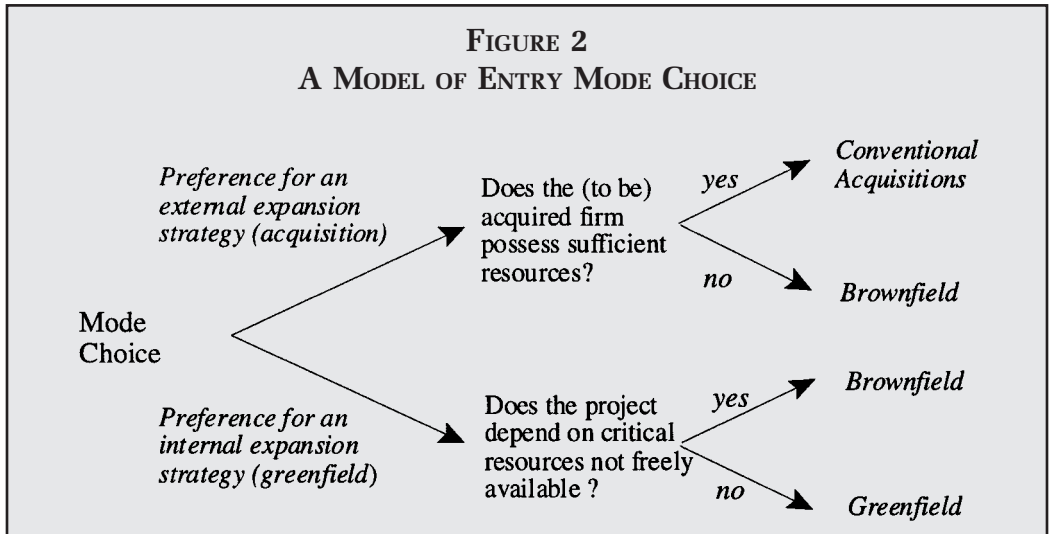 FIGURE 2
A MODEL OF ENTRY MODE CHOICE
Preference for an
external expansion
strategy (acquisition)
Does the (to be)
acquired firm
possess sufficient
resources?
yes
Conventional
Acquisitions
no
Brownfield
Mode
Choice
Preference for an
internal expansion
strategy (greenfield)
Does the project
depend on critical
resources not freely
available ?
yes
Brownfield
no
Greenfield